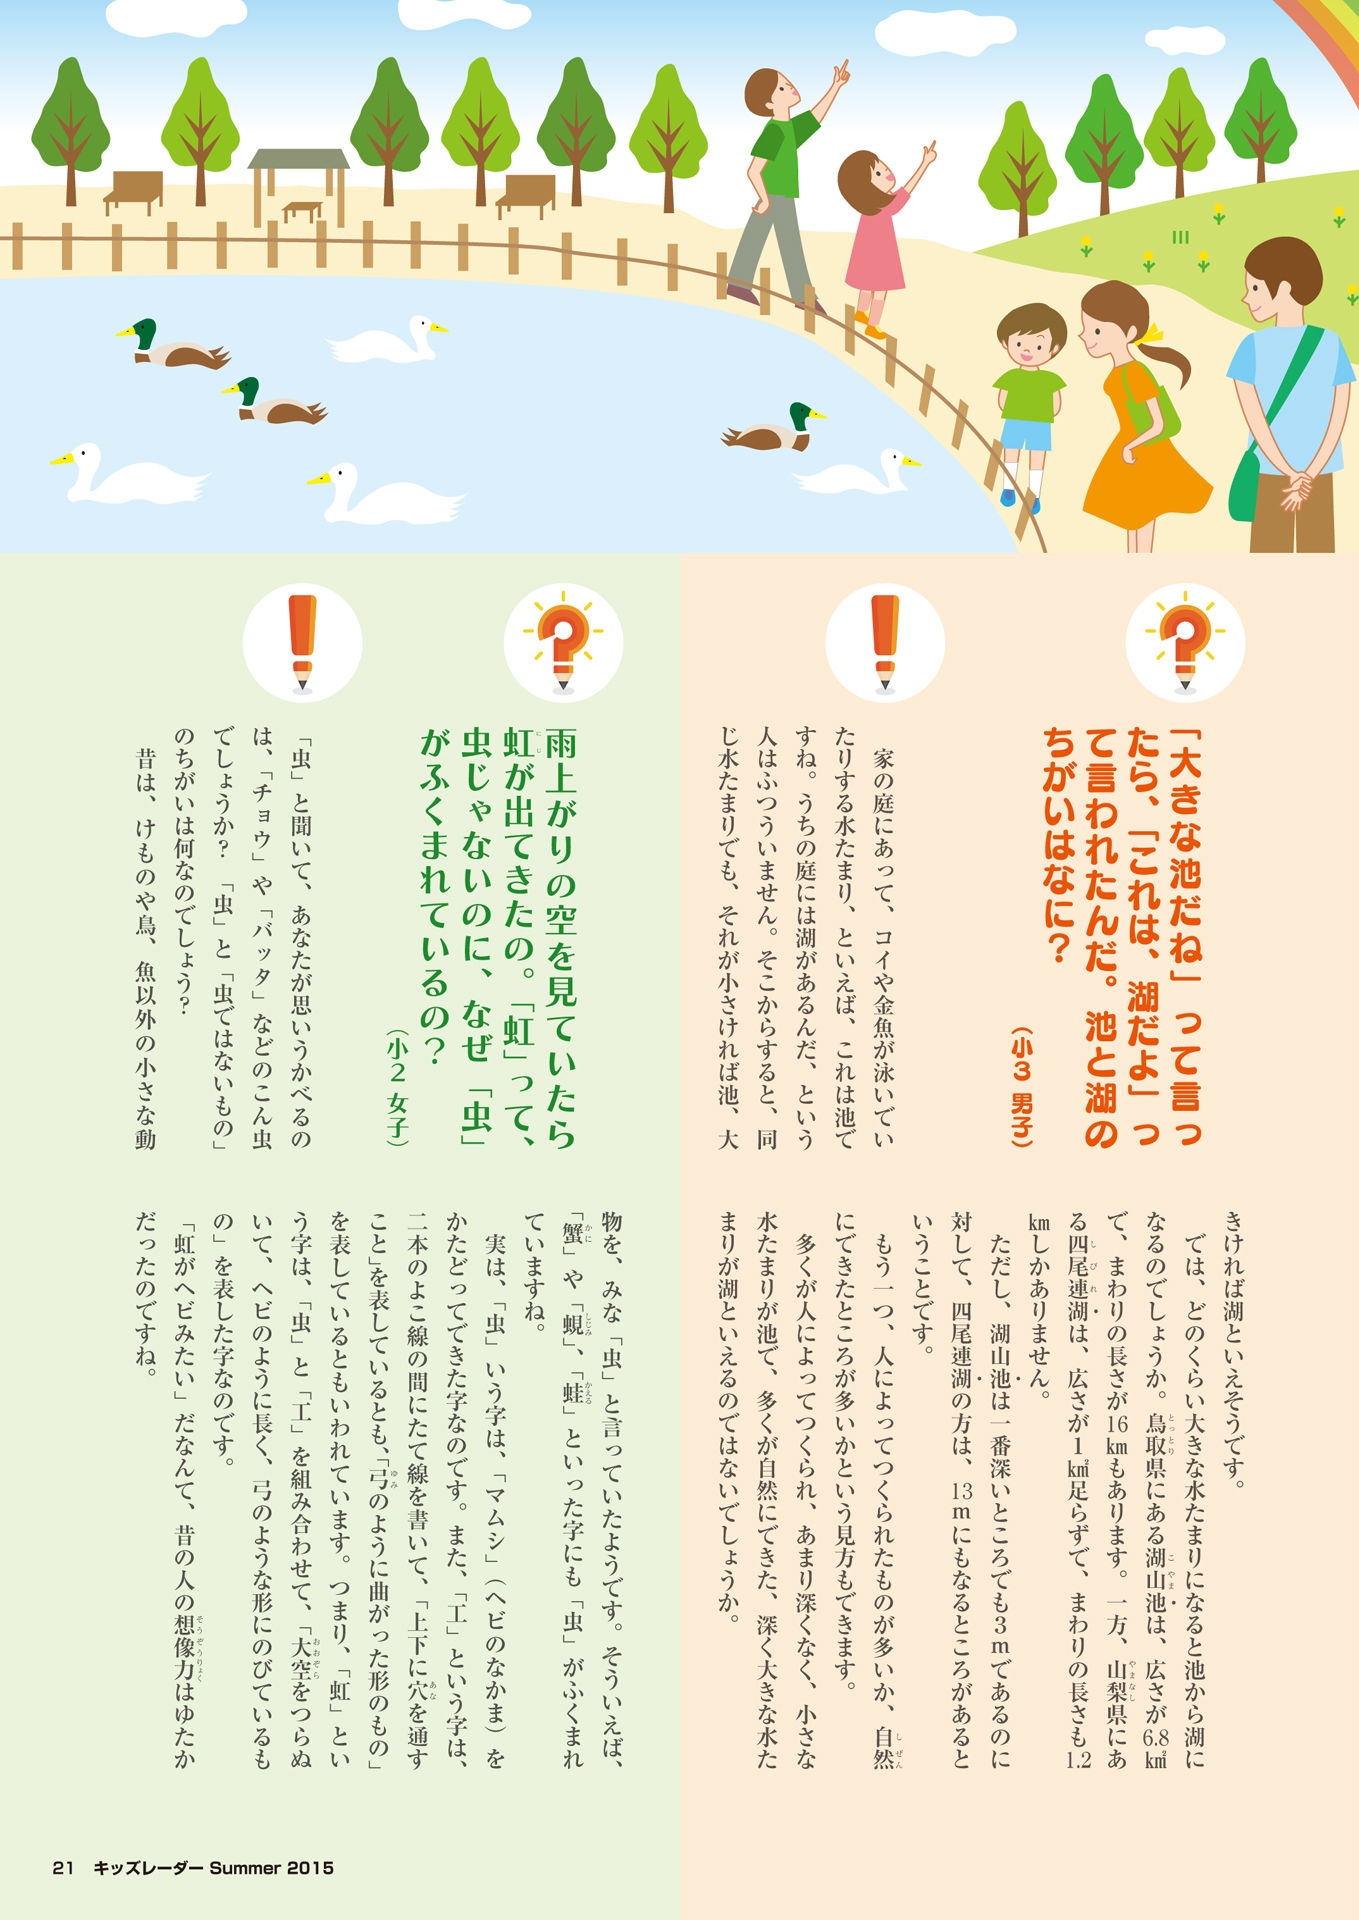 「大きな池だね」って言っ
たら、「これは、湖だよ」っ
て言われたんだ。池と湖の
ちがいはなに？
（小3 男子）
家の庭にあって、コイや金魚が泳いでい
たりする水たまり、といえば、これは池で
すね。うちの庭には湖があるんだ、という
人はふつういません。そこからすると、同
じ水たまりでも、それが小さければ池、大
きければ湖といえそうです。
では、どのくらい大きな水たまりになると池から湖に
なるのでしょうか。鳥取県にある湖山池は、広さが6.8㎢
で、まわりの長さが16㎞もあります。一方、山梨県にあ
る四尾連湖は、広さが1㎢足らずで、まわりの長さも1.2
㎞しかありません。
ただし、湖山池は一番深いところでも3mであるのに
対して、四尾連湖の方は、13mにもなるところがあると
いうことです。
もう一つ、人によってつくられたものが多いか、自然
にできたところが多いかという見方もできます。
多くが人によってつくられ、あまり深くなく、小さな
水たまりが池で、多くが自然にできた、深く大きな水た
まりが湖といえるのではないでしょうか。
雨上がりの空を見ていたら
虹が出てきたの。「虹」って、
虫じゃないのに、なぜ「虫」
がふくまれているの？
（小2 女子）
「虫」と聞いて、あなたが思いうかべるの
は、「チョウ」や「バッタ」などのこん虫
でしょうか？　「虫」と「虫ではないもの」
のちがいは何なのでしょう？
昔は、けものや鳥、魚以外の小さな動
物を、みな「虫」と言っていたようです。そういえば、
「蟹」や「蜆」、「蛙」といった字にも「虫」がふくまれ
ていますね。
実は、「虫」いう字は、「マムシ」（ヘビのなかま）を
かたどってできた字なのです。また、「工」という字は、
二本のよこ線の間にたて線を書いて、「上下に穴を通す
こと」を表しているとも、「弓のように曲がった形のもの」
を表しているともいわれています。つまり、「虹」とい
う字は、「虫」と「工」を組み合わせて、「大空をつらぬ
いて、ヘビのように長く、弓のような形にのびているも
の」を表した字なのです。
「虹がヘビみたい」だなんて、昔の人の想像力はゆたか
だったのですね。
21 キッズレーダー Summer 2015